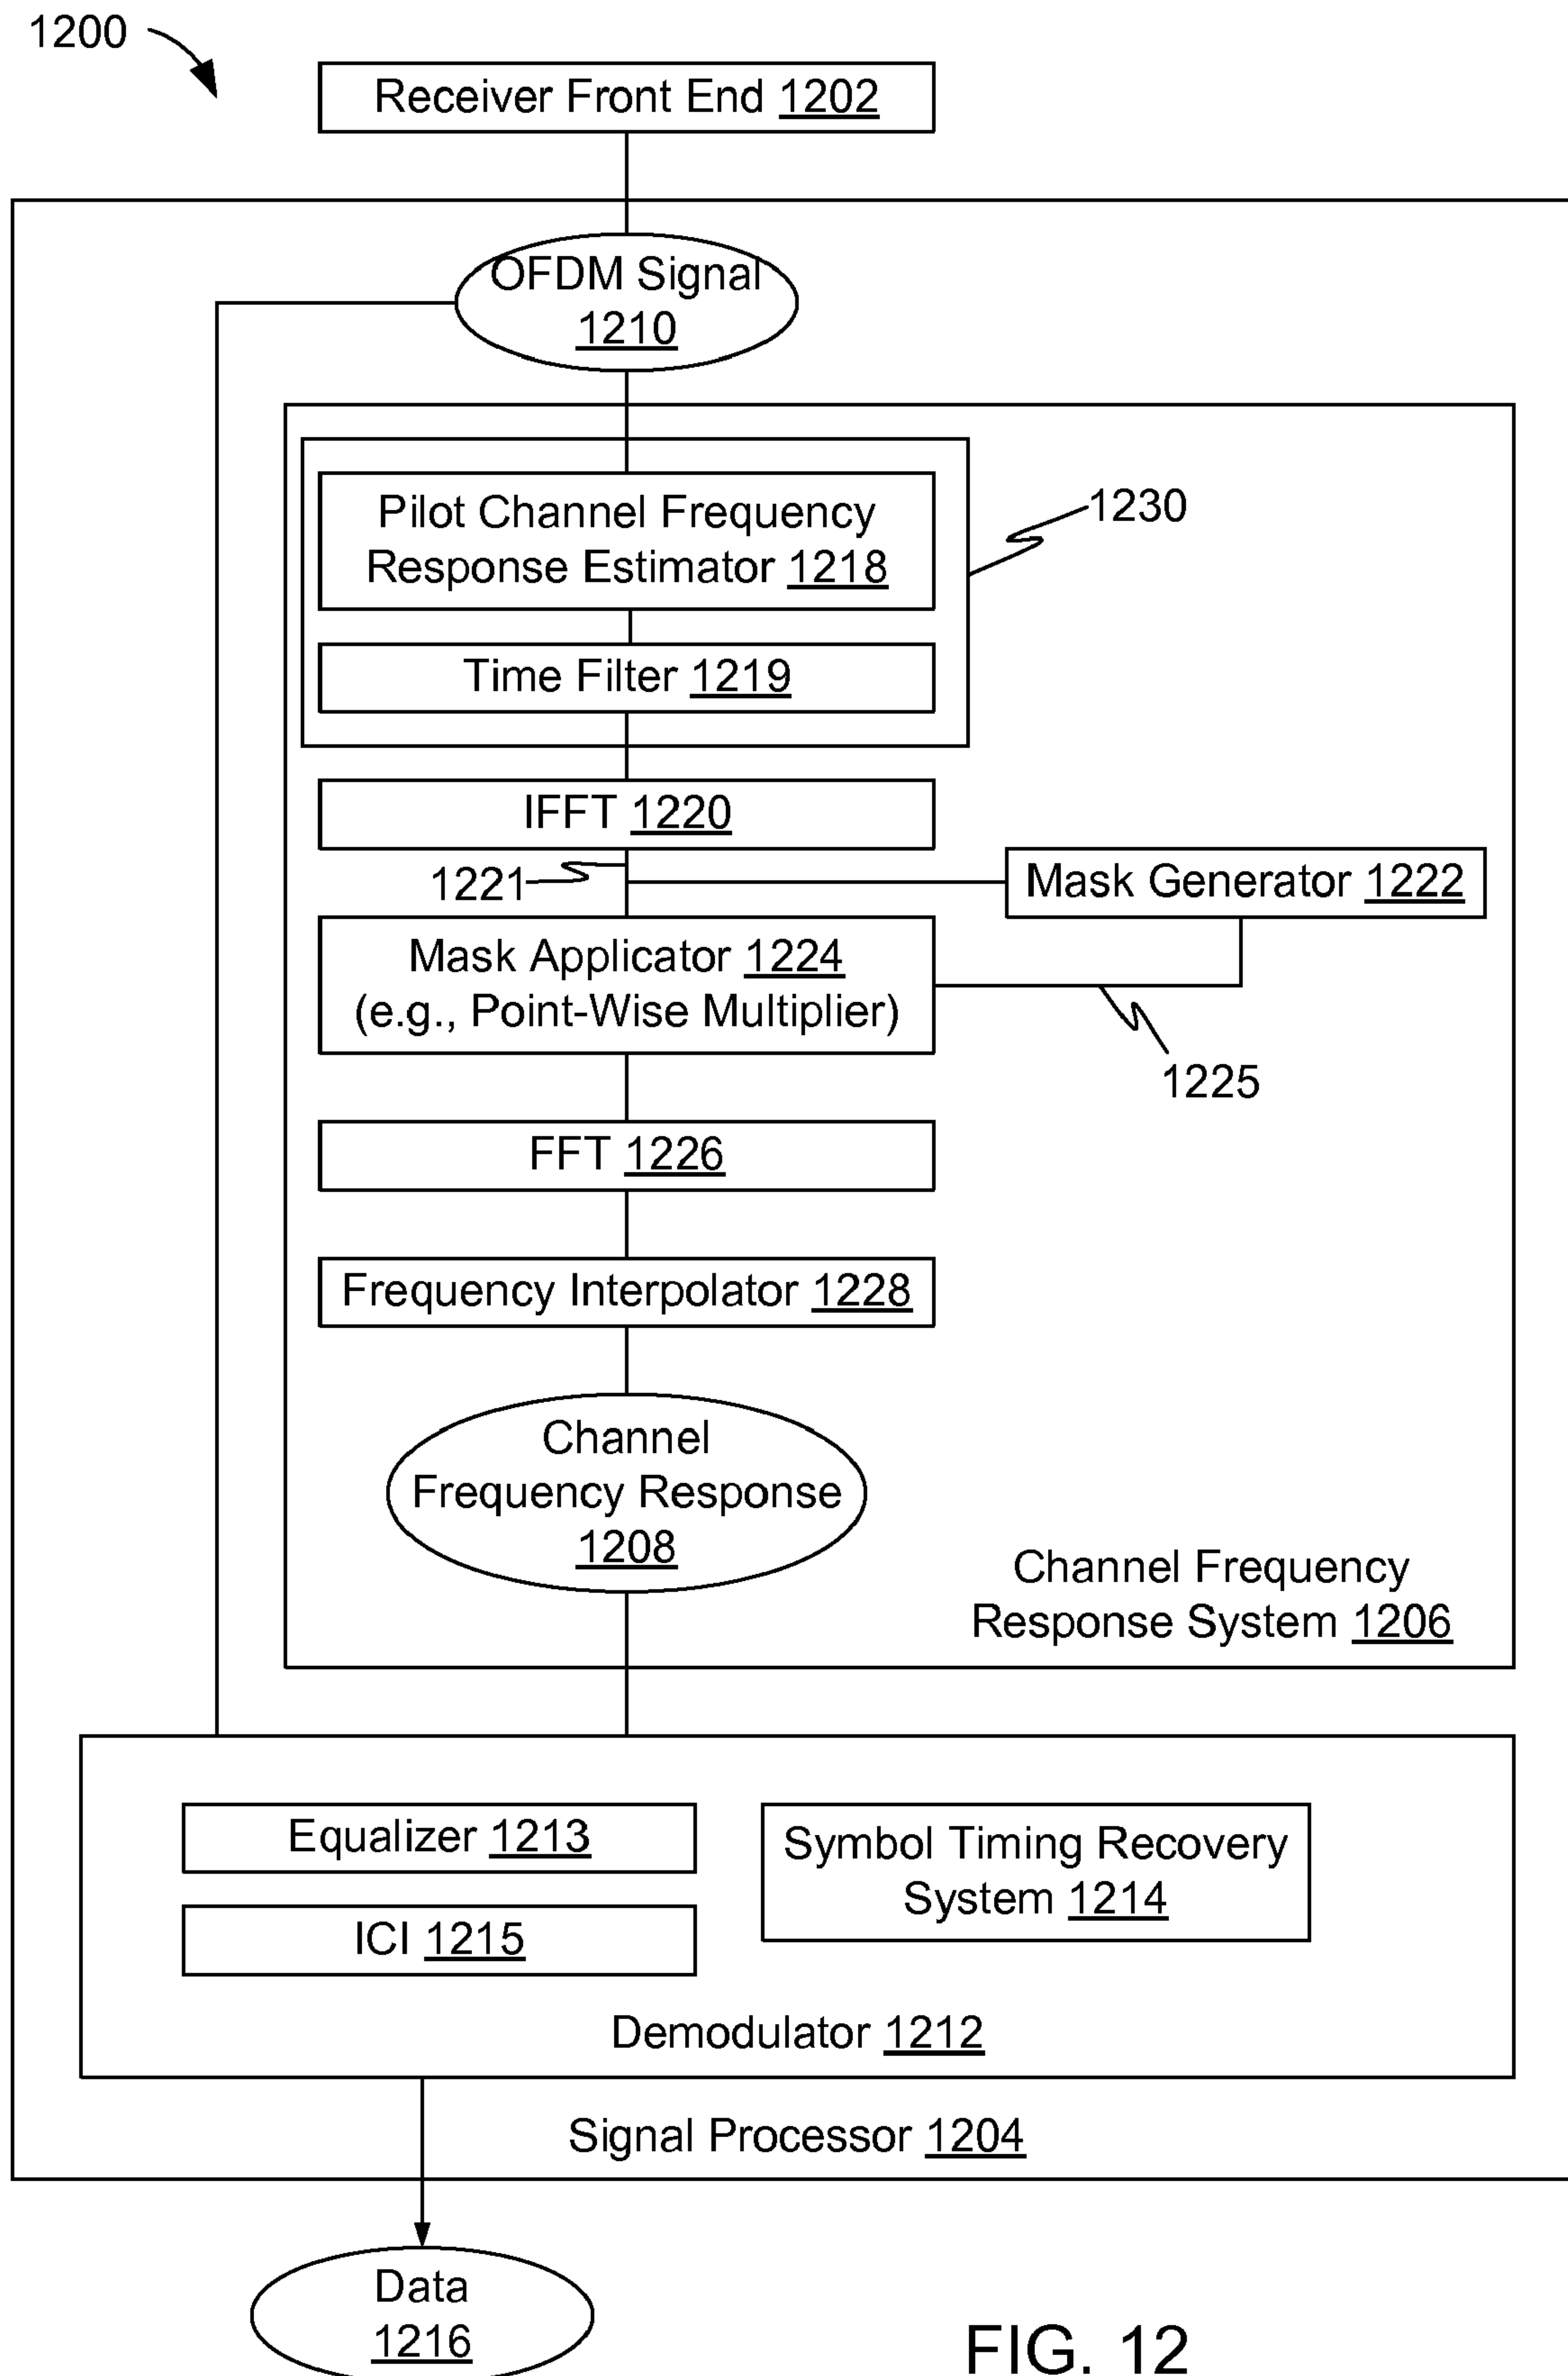 1200
Receiver Front End 1202
OFDM Signal
1210
Pilot Channel Frequency
Response Estimator 1218
1230
Time Filter 1219
IFFT 1220
1221
Mask Generator 1222
Mask Applicator 1224
(e.g., Point-Wise Multiplier)
1225
FFT 1226
Frequency Interpolator 1228
Channel
Frequency Response
1208
Channel Frequency
Response System 1206
Equalizer 1213
Symbol Timing Recovery
System 1214
ICI 1215
Demodulator 1212
Signal Processor 1204
Data
1216
FIG. 12